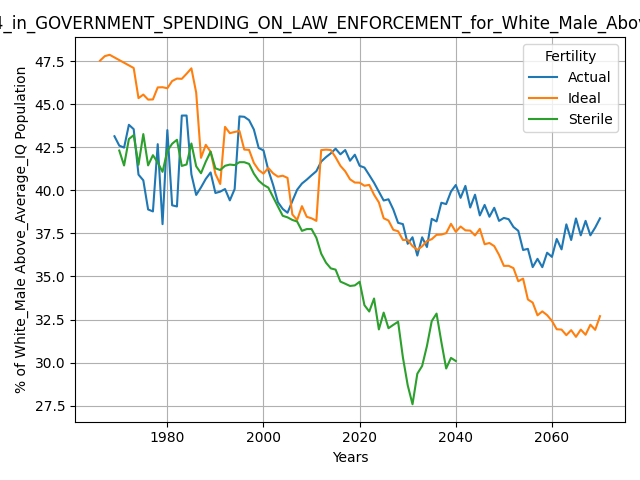 4_in_GOVERNMENT_SPENDING_ON_LAW_ENFORCEMENT_for_White_Male_Abov
Fertility
Actual
Ideal
Sterile
% of White_Male Above_Average_IQ Population
47.5
45.0
42.5
40.0
37.5
35.0
32.5
30.0
27.5
1980
2000
2020
2040
2060
Years